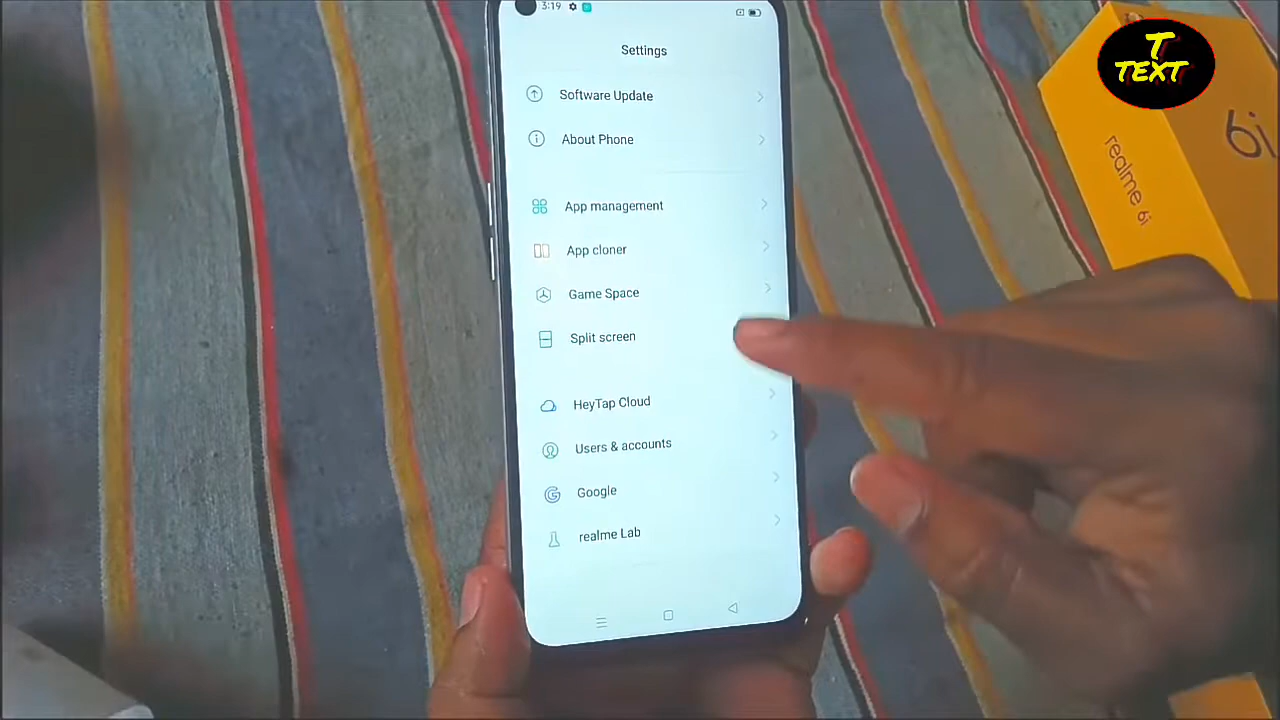 3:19
Settings
Software Update
About Phone
App management
App cloner
Game Space
Split screen
HeyTap Cloud
Users & accounts
Google
realme Lab
T
TEXT
realme 6i
6i